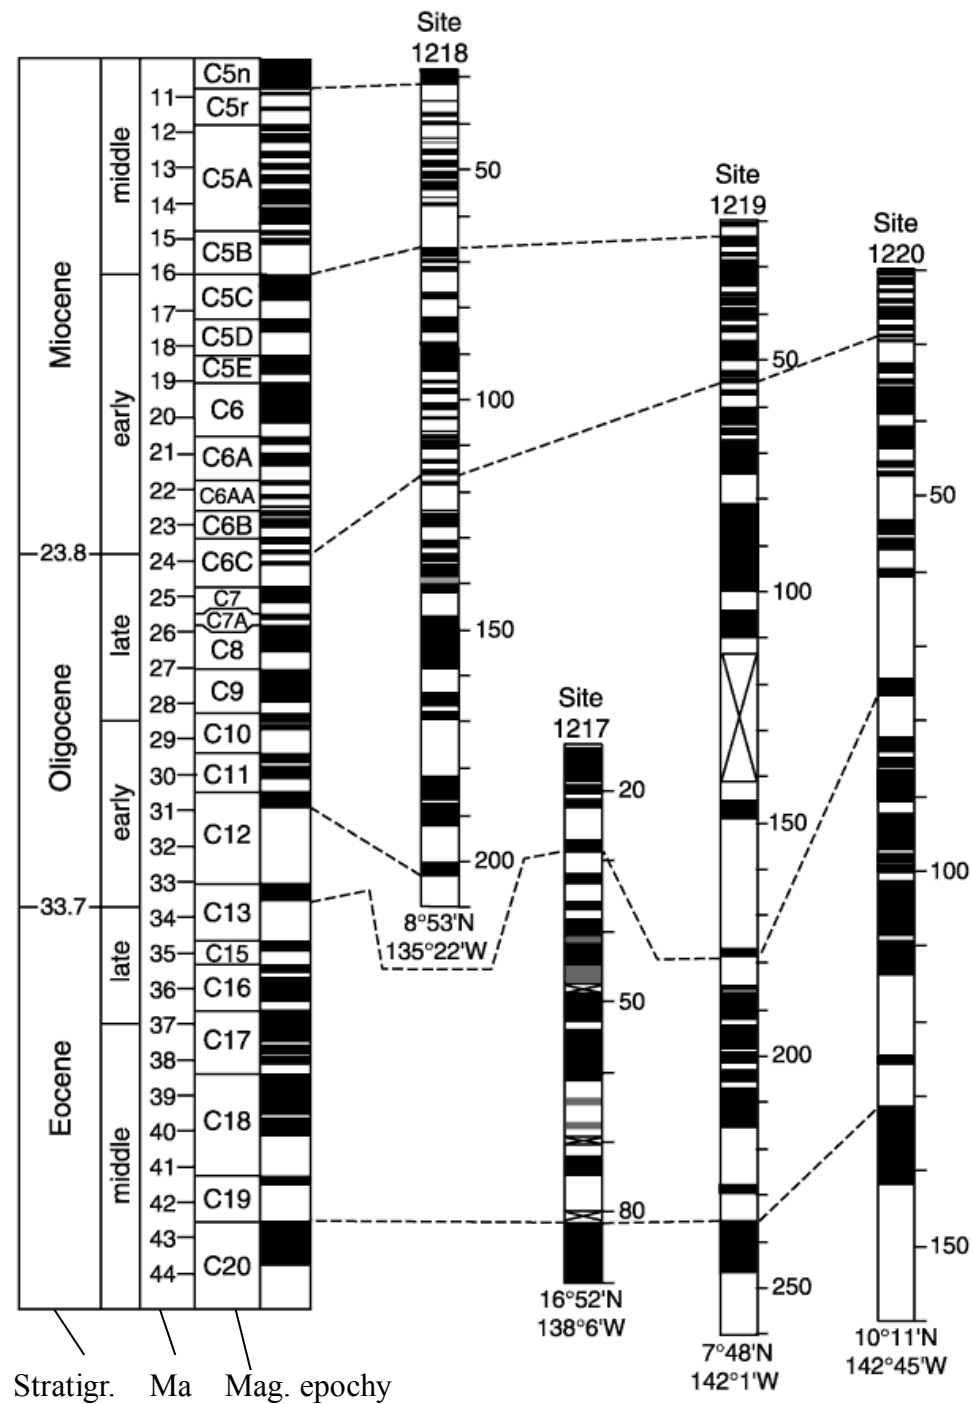 Site
1218
Site
1219
Site
1220
Site
1217
Miocene
Oligocene
Eocene
middle
early
late
early
late
middle
23.8
33.7
11
12
13
14
15
16
17
18
19
20
21
22
23
24
25
26
27
28
29
30
31
32
33
34
35
36
37
38
39
40
41
42
43
44
C5n
C5r
C5A
C5B
C5C
C5D
C5E
C6
C6A
C6AA
C6B
C6C
C7
C7A
C8
C9
C10
C11
C12
C13
C15
C16
C17
C18
C19
C20
50
100
150
200
8°53'N
135°22'W
20
50
80
16°52'N
138°6'W
50
100
150
200
250
7°48'N
142°1'W
50
100
150
10°11'N
142°45'W
Stratigr. Ma Mag. epochy